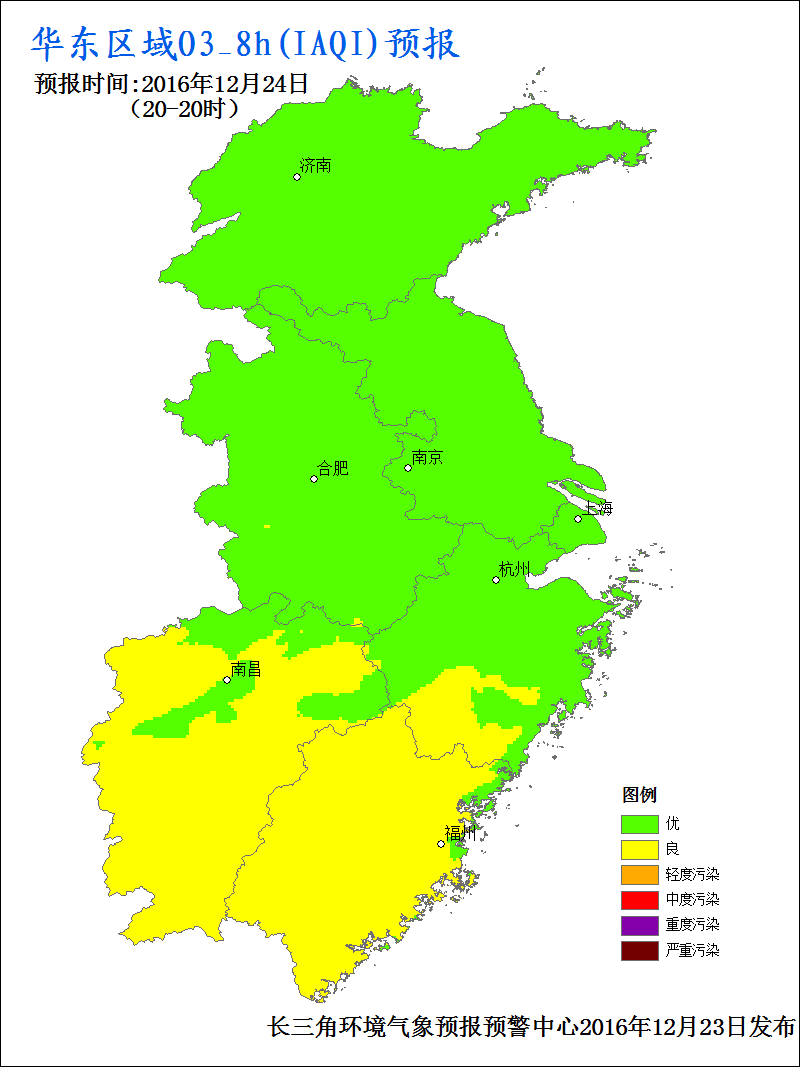 华东区域O3_8h(IAQI)预报
预报时间:2016年12月24日
（20-20时）
济南
南京
合肥
上海
杭州
南昌
福州
图例
优
良
轻度污染
中度污染
重度污染
严重污染
长三角环境气象预报预警中心2016年12月23日发布